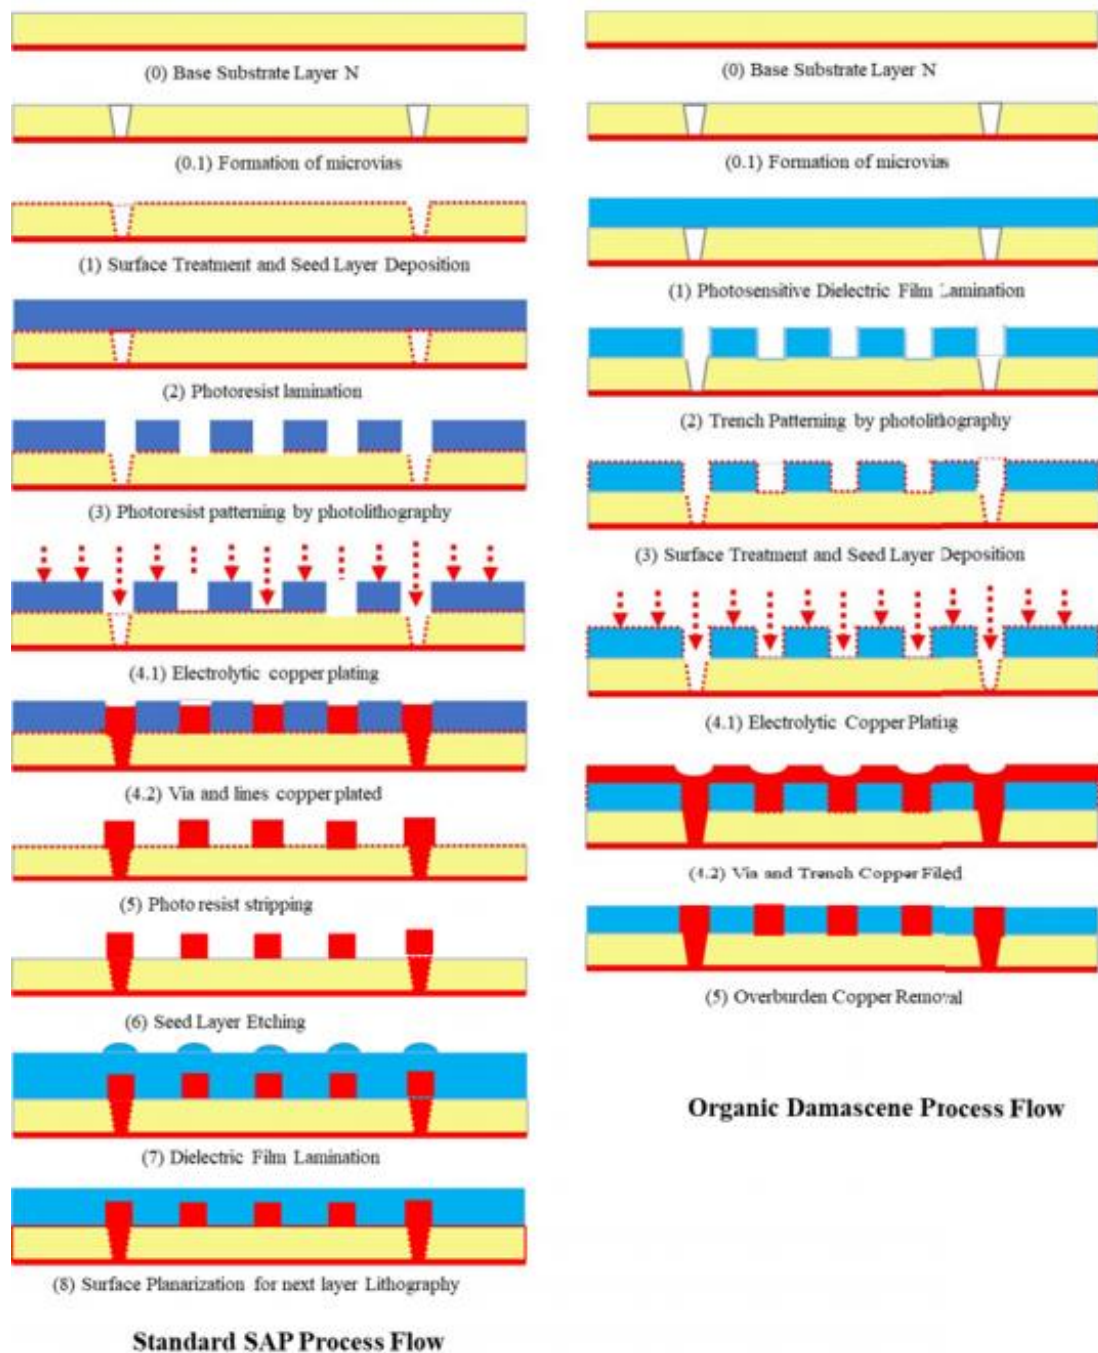 (0) Base Substrate Layer N
(0.1) Formation of microvias
(1) Surface Treatment and Seed Layer Deposition
(2) Photoresist lamination
(3) Photoresist patterning by photolithography
(4.1) Electrolytic copper plating
(4.2) Via and lines copper plated
(5) Photo resist stripping
(6) Seed Layer Etching
(7) Dielectric Film Lamination
(8) Surface Planarization for next layer Lithography
Standard SAP Process Flow
(0) Base Substrate Layer N
(0.1) Formation of microvias
(1) Photosensitive Dielectric Film Lamination
(2) Trench Patterning by photolithography
(3) Surface Treatment and Seed Layer Deposition
(4.1) Electrolytic Copper Plating
(4.2) Via and Trench Copper Filed
(5) Overburden Copper Removal
Organic Damascene Process Flow